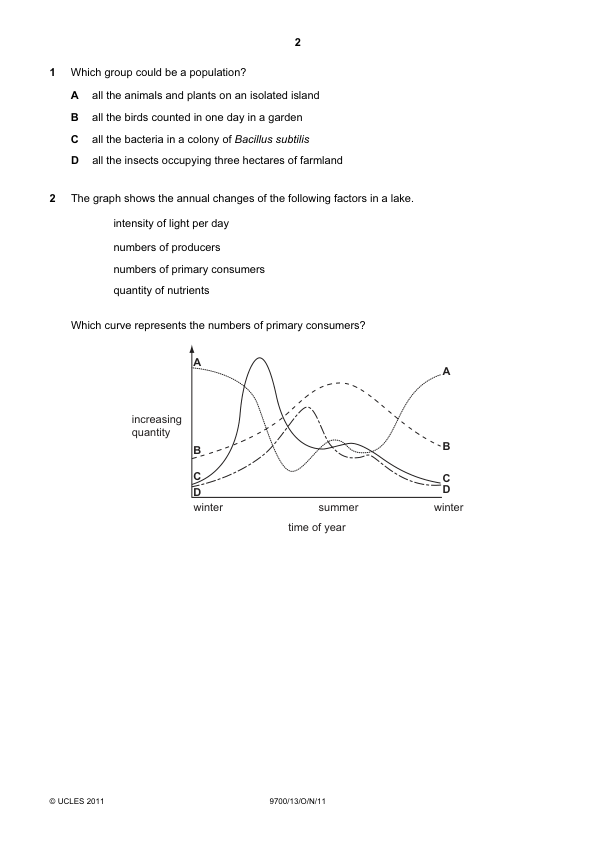 2
1 Which group could be a population?
A all the animals and plants on an isolated island
B all the birds counted in one day in a garden
C all the bacteria in a colony of Bacillus subtilis
D all the insects occupying three hectares of farmland
2 The graph shows the annual changes of the following factors in a lake.
intensity of light per day
numbers of producers
numbers of primary consumers
quantity of nutrients
Which curve represents the numbers of primary consumers?
A
A
increasing
quantity
B
B
C
C
D
D
winter summer winter
time of year
© UCLES 2011 9700/13/O/N/11